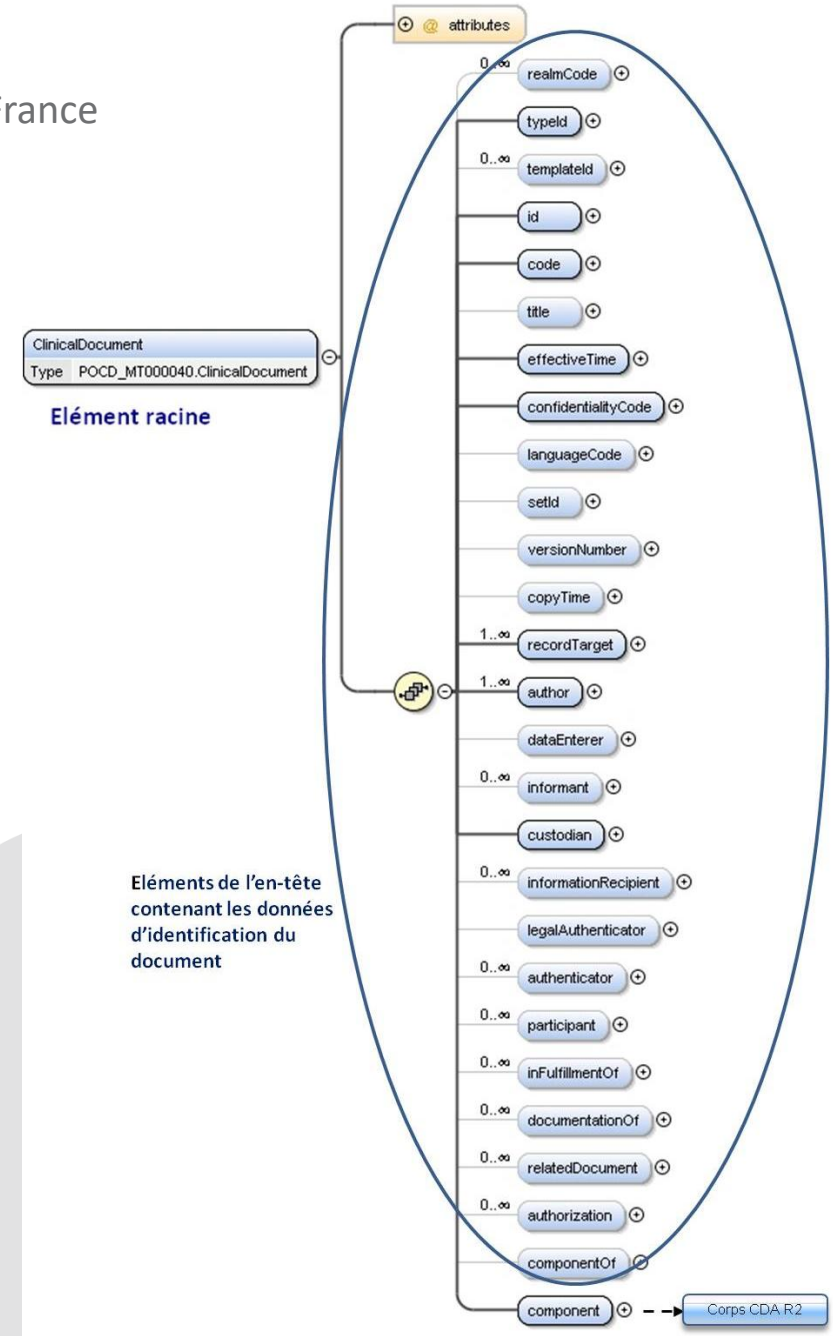 France
@ attributes
0..∞ realmCode
typeId
0..∞ templateId
id
code
title
ClinicalDocument
Type POCD_MT000040.ClinicalDocument
Elément racine
effectiveTime
confidentialityCode
languageCode
setId
versionNumber
copyTime
1..∞ recordTarget
1..∞ author
dataEnterer
0..∞ informant
custodian
Eléments de l'en-tête
contenant les données
d'identification du
document
0..∞ informationRecipient
legalAuthenticator
0..∞ authenticator
0..∞ participant
0..∞ inFulfillmentOf
0..∞ documentationOf
0..∞ relatedDocument
0..∞ authorization
componentOf
component
Corps CDA R2